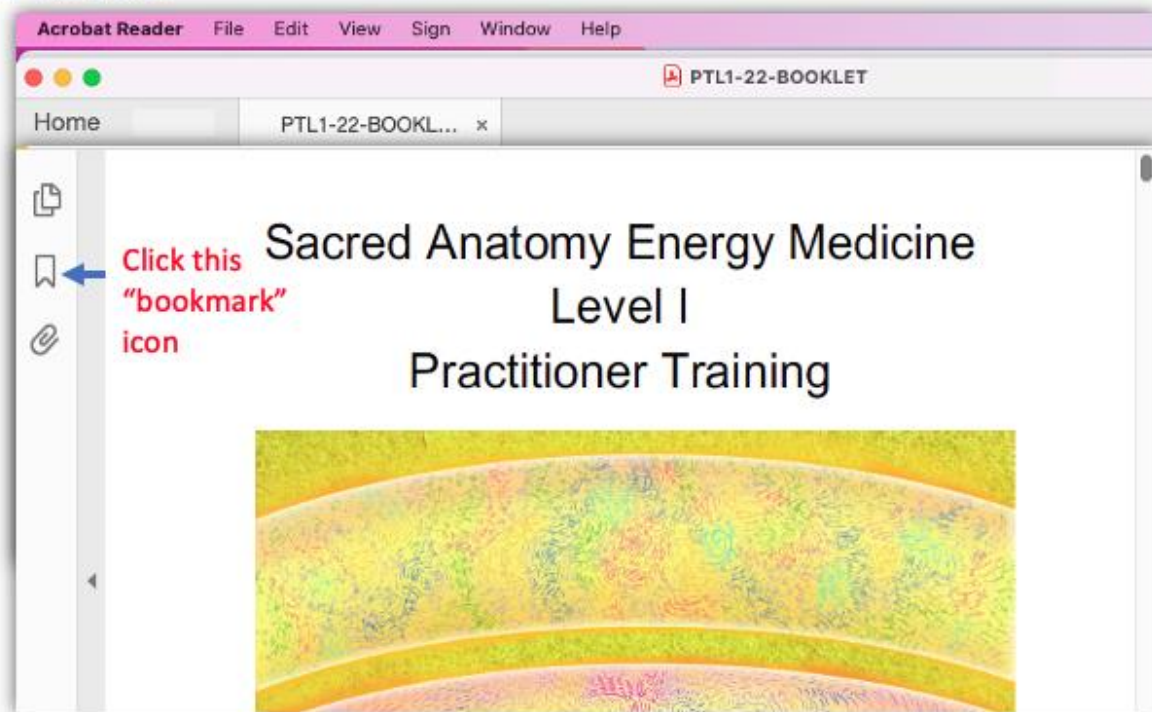 Acrobat Reader File Edit View Sign Window Help
PTL1-22-BOOKLET
Home PTL1-22-BOOKL... ×
Click this
"bookmark"
icon
Sacred Anatomy Energy Medicine
Level I
Practitioner Training